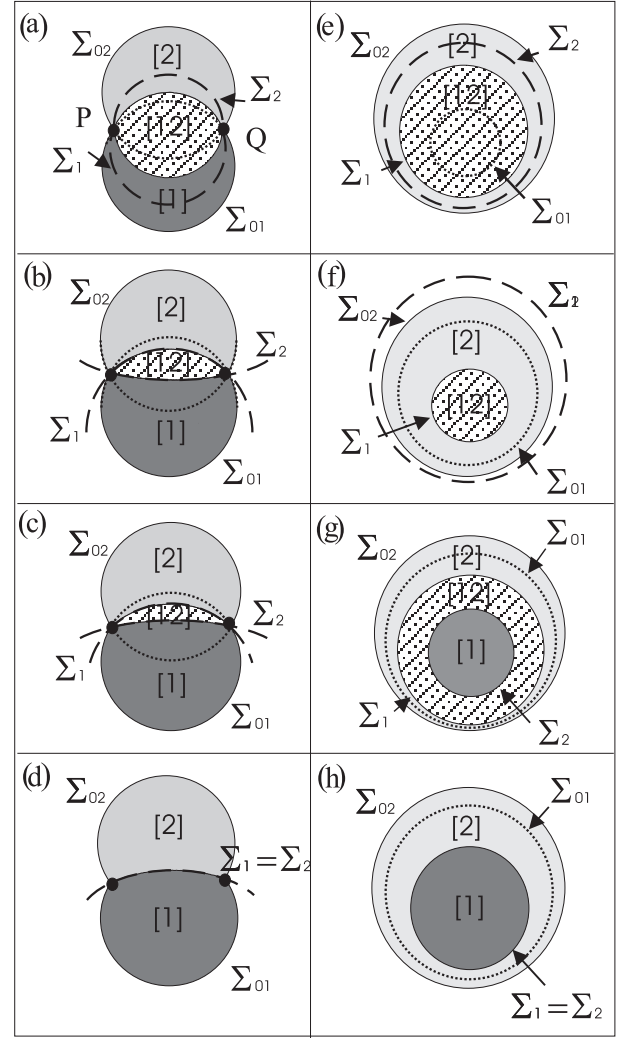 (a)
Σ02
[2]
Σ2
P
[12]
Q
Σ1
[1]
Σ01
(b)
Σ02
[2]
[12]
Σ2
Σ1
[1]
Σ01
(c)
Σ02
[2]
[12]
Σ2
Σ1
[1]
Σ01
(d)
Σ02
[2]
Σ1=Σ2
[1]
Σ01
(e)
Σ02
[2]
Σ2
[12]
Σ1
Σ01
(f)
Σ02
[2]
[12]
Σ1
Σ01
(g)
Σ02
[2]
Σ01
[12]
[1]
Σ1
Σ2
(h)
Σ02
Σ01
[2]
[1]
Σ1=Σ2